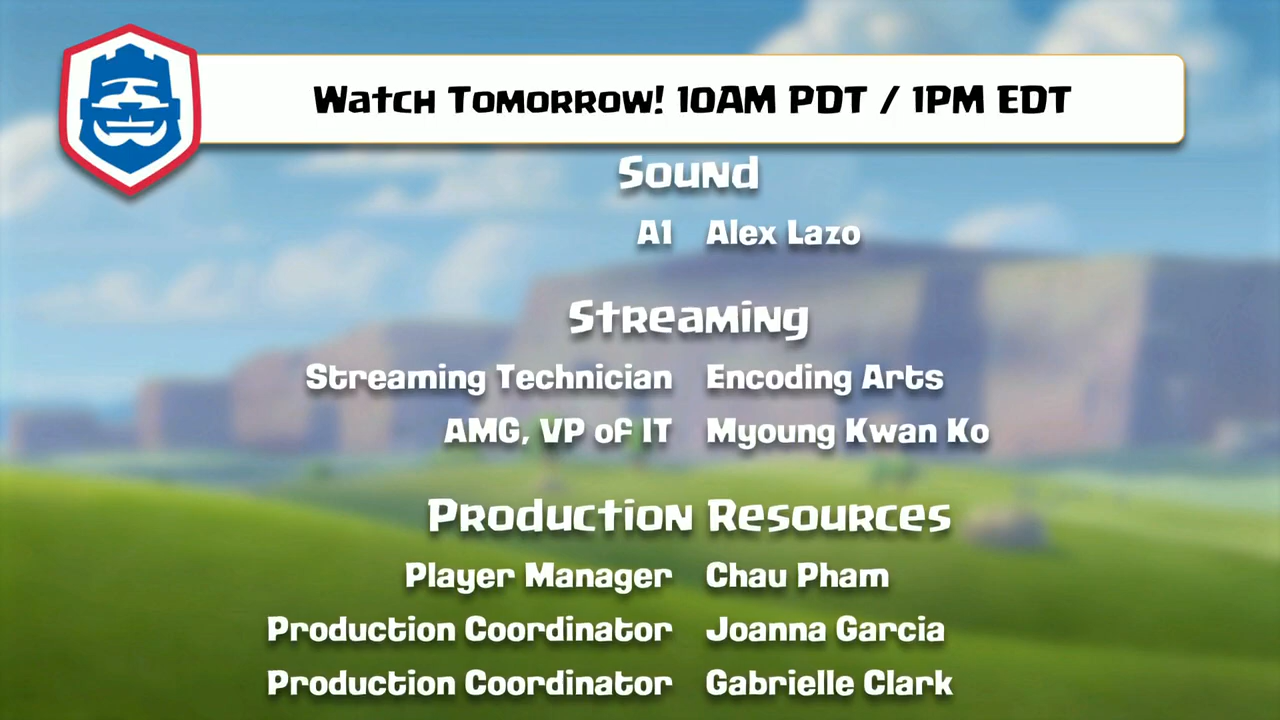 Watch Tomorrow! 10AM PDT / 1PM EDT
Sound
A1 Alex Lazo
Streaming
Streaming Technician Encoding Arts
AMG, VP of IT Myoung Kwan Ko
Production Resources
Player Manager Chau Pham
Production Coordinator Joanna Garcia
Production Coordinator Gabrielle Clark